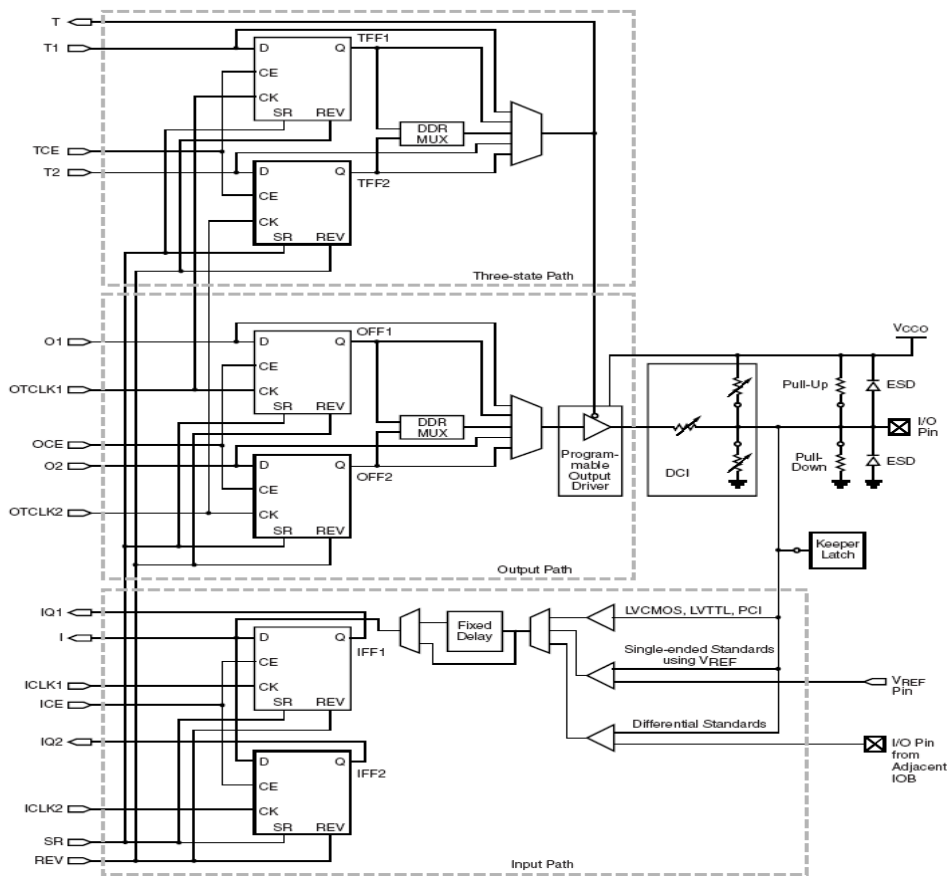 T
T1
D
Q
TFF1
CE
CK
SR REV
DDR
MUX
TCE
T2
D
Q
TFF2
CE
CK
SR REV
Three-state Path
O1
D
Q
OFF1
CE
OTCLK1
CK
SR REV
DDR
MUX
OCE
O2
D
Q
OFF2
CE
OTCLK2
CK
SR REV
Output Path
Program-
mable
Output
Driver
DCI
VCCO
Pull-Up
ESD
I/O
Pin
Pull-
Down
ESD
Keeper
Latch
IQ1
I
D
Q
IFF1
CE
ICLK1
CK
ICE
SR REV
Fixed
Delay
LVCMOS, LVTTL, PCI
Single-ended Standards
using VREF
VREF
Pin
Differential Standards
I/O Pin
from
Adjacent
IOB
IQ2
D
Q
IFF2
CE
ICLK2
CK
SR REV
SR
REV
Input Path